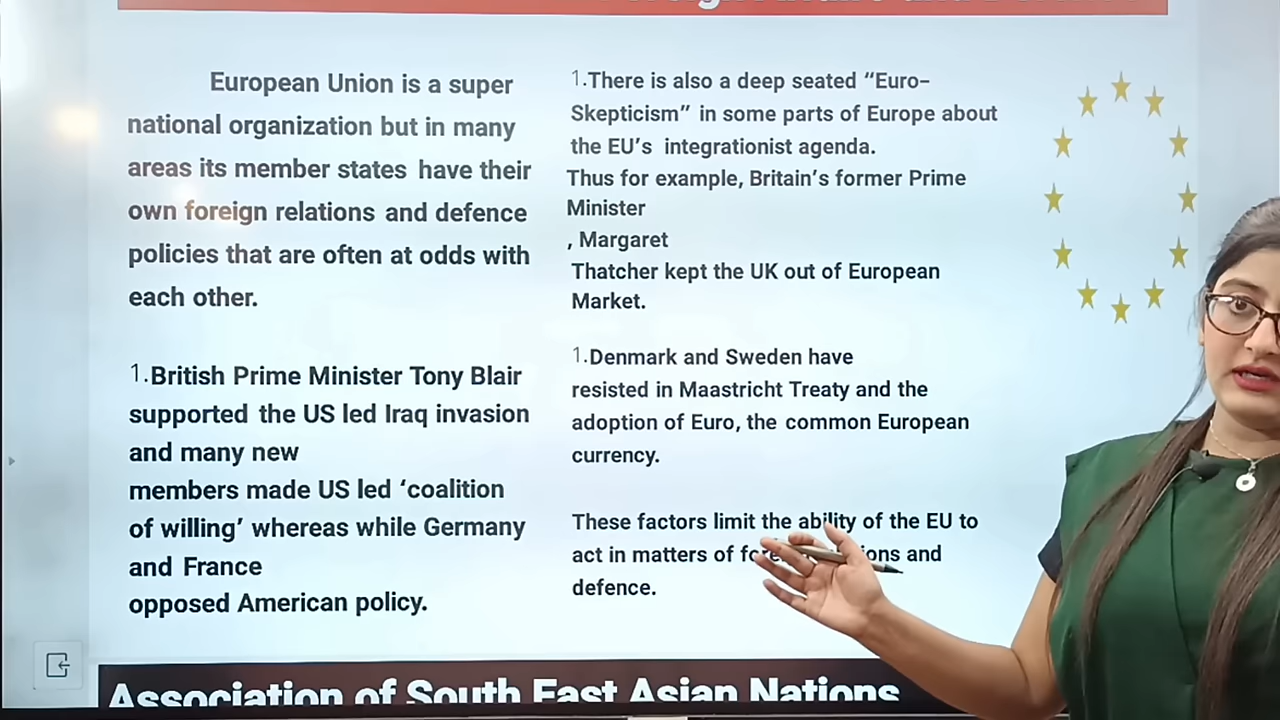 European Union is a super
national organization but in many
areas its member states have their
own foreign relations and defence
policies that are often at odds with
each other.
1.British Prime Minister Tony Blair
supported the US led Iraq invasion
and many new
members made US led ‘coalition
of willing’ whereas while Germany
and France
opposed American policy.
1.There is also a deep seated “Euro-
Skepticism” in some parts of Europe about
the EU’s integrationist agenda.
Thus for example, Britain’s former Prime
Minister
, Margaret
Thatcher kept the UK out of European
Market.
1.Denmark and Sweden have
resisted in Maastricht Treaty and the
adoption of Euro, the common European
currency.
These factors limit the ability of the EU to
act in matters of and
defence.
Association of South East Asian Nations